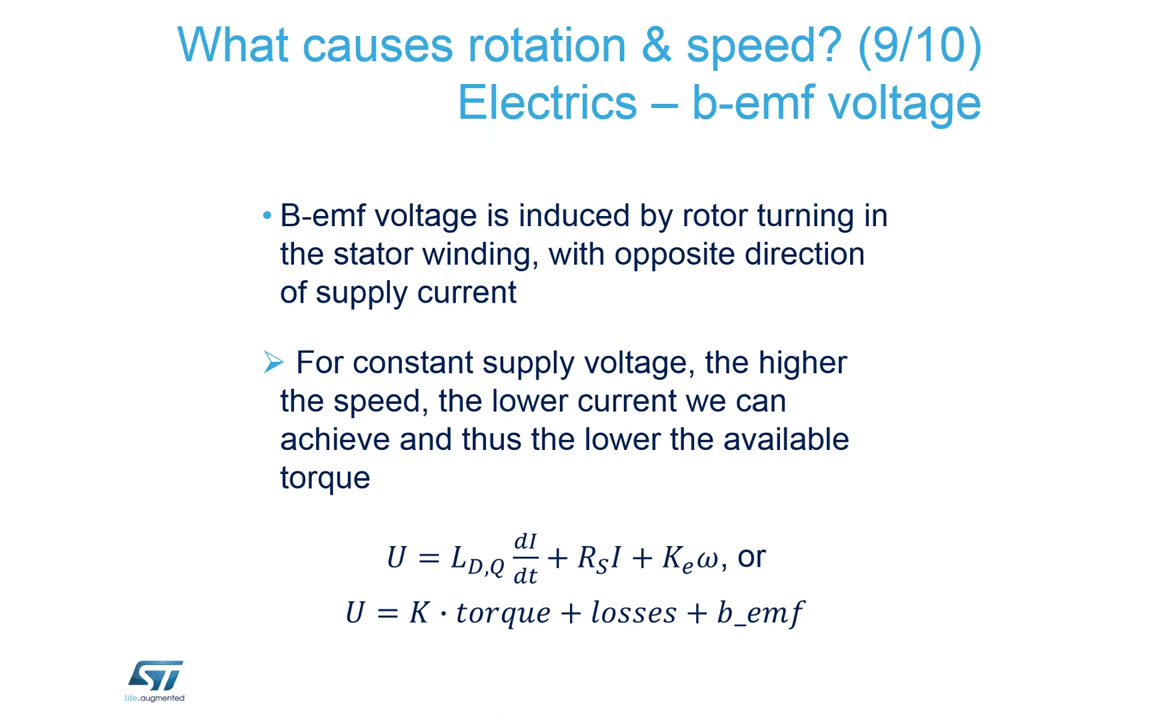 What causes rotation & speed? (9/10)
Electrics – b-emf voltage
• B-emf voltage is induced by rotor turning in
the stator winding, with opposite direction
of supply current
➢ For constant supply voltage, the higher
the speed, the lower current we can
achieve and thus the lower the available
torque
U = L_{D,Q} \frac{dI}{dt} + R_S I + K_e ω, or
U = K · torque + losses + b_emf
ST
life.augmented